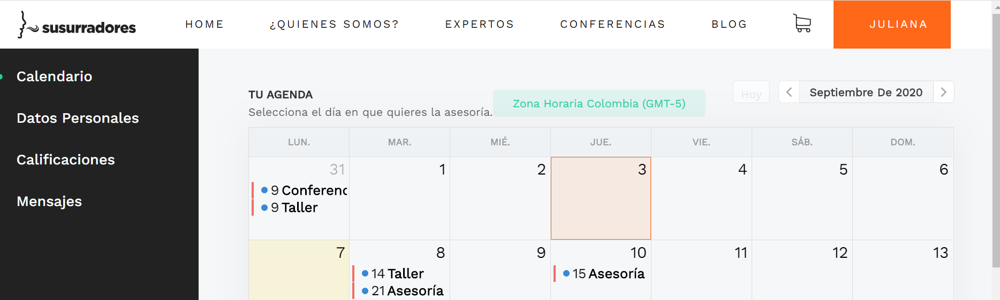 susurradores
HOME ¿QUIENES SOMOS? EXPERTOS CONFERENCIAS BLOG JULIANA
Calendario
Datos Personales
Calificaciones
Mensajes
TU AGENDA
Selecciona el día en que quieres la asesoría.
Zona Horaria Colombia (GMT-5)
Hoy
Septiembre De 2020
LUN. MAR. MIÉ. JUE. VIE. SÁB. DOM.
31 1 2 3 4 5 6
9 Conferenc
9 Taller
7 8 9 10 11 12 13
14 Taller 15 Asesoría
21 Asesoría